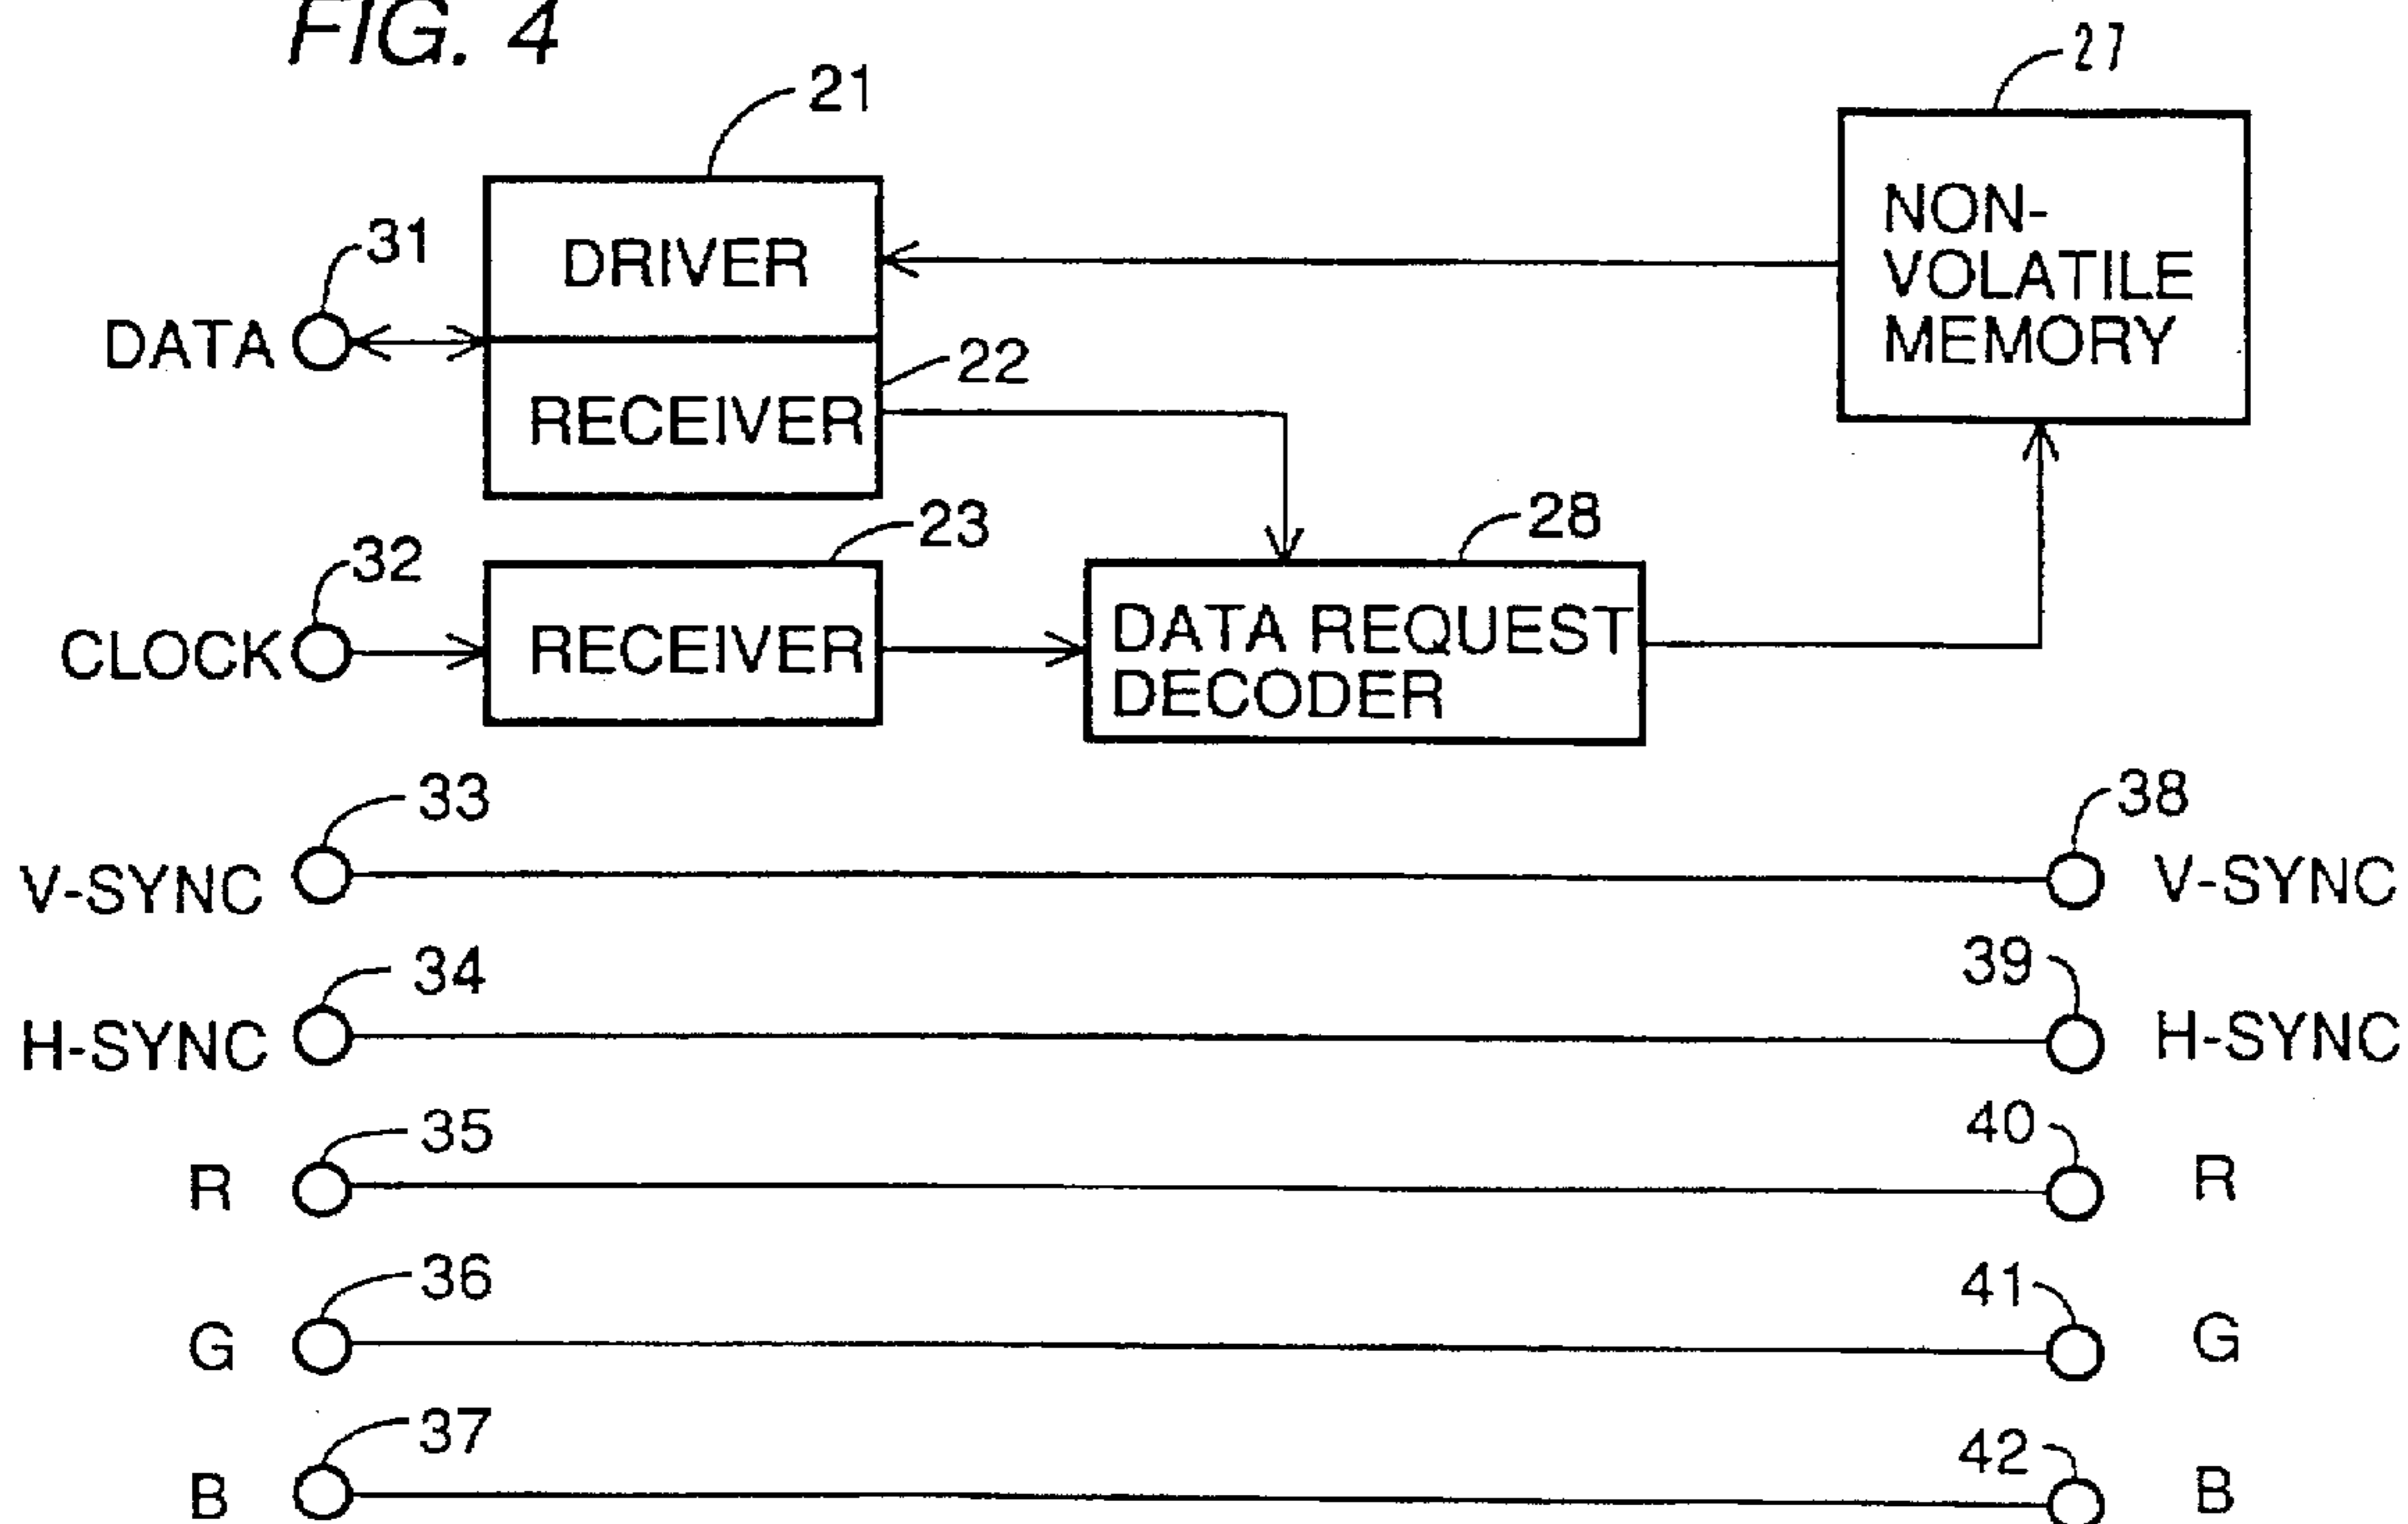 FIG. 4
27
21
NON-
VOLATILE
MEMORY
31
DRIVER
DATA
22
RECEIVER
23
28
32
CLOCK
RECEIVER
DATA REQUEST
DECODER
33
38
V-SYNC
V-SYNC
34
39
H-SYNC
H-SYNC
35
40
R
R
36
41
G
G
37
42
B
B